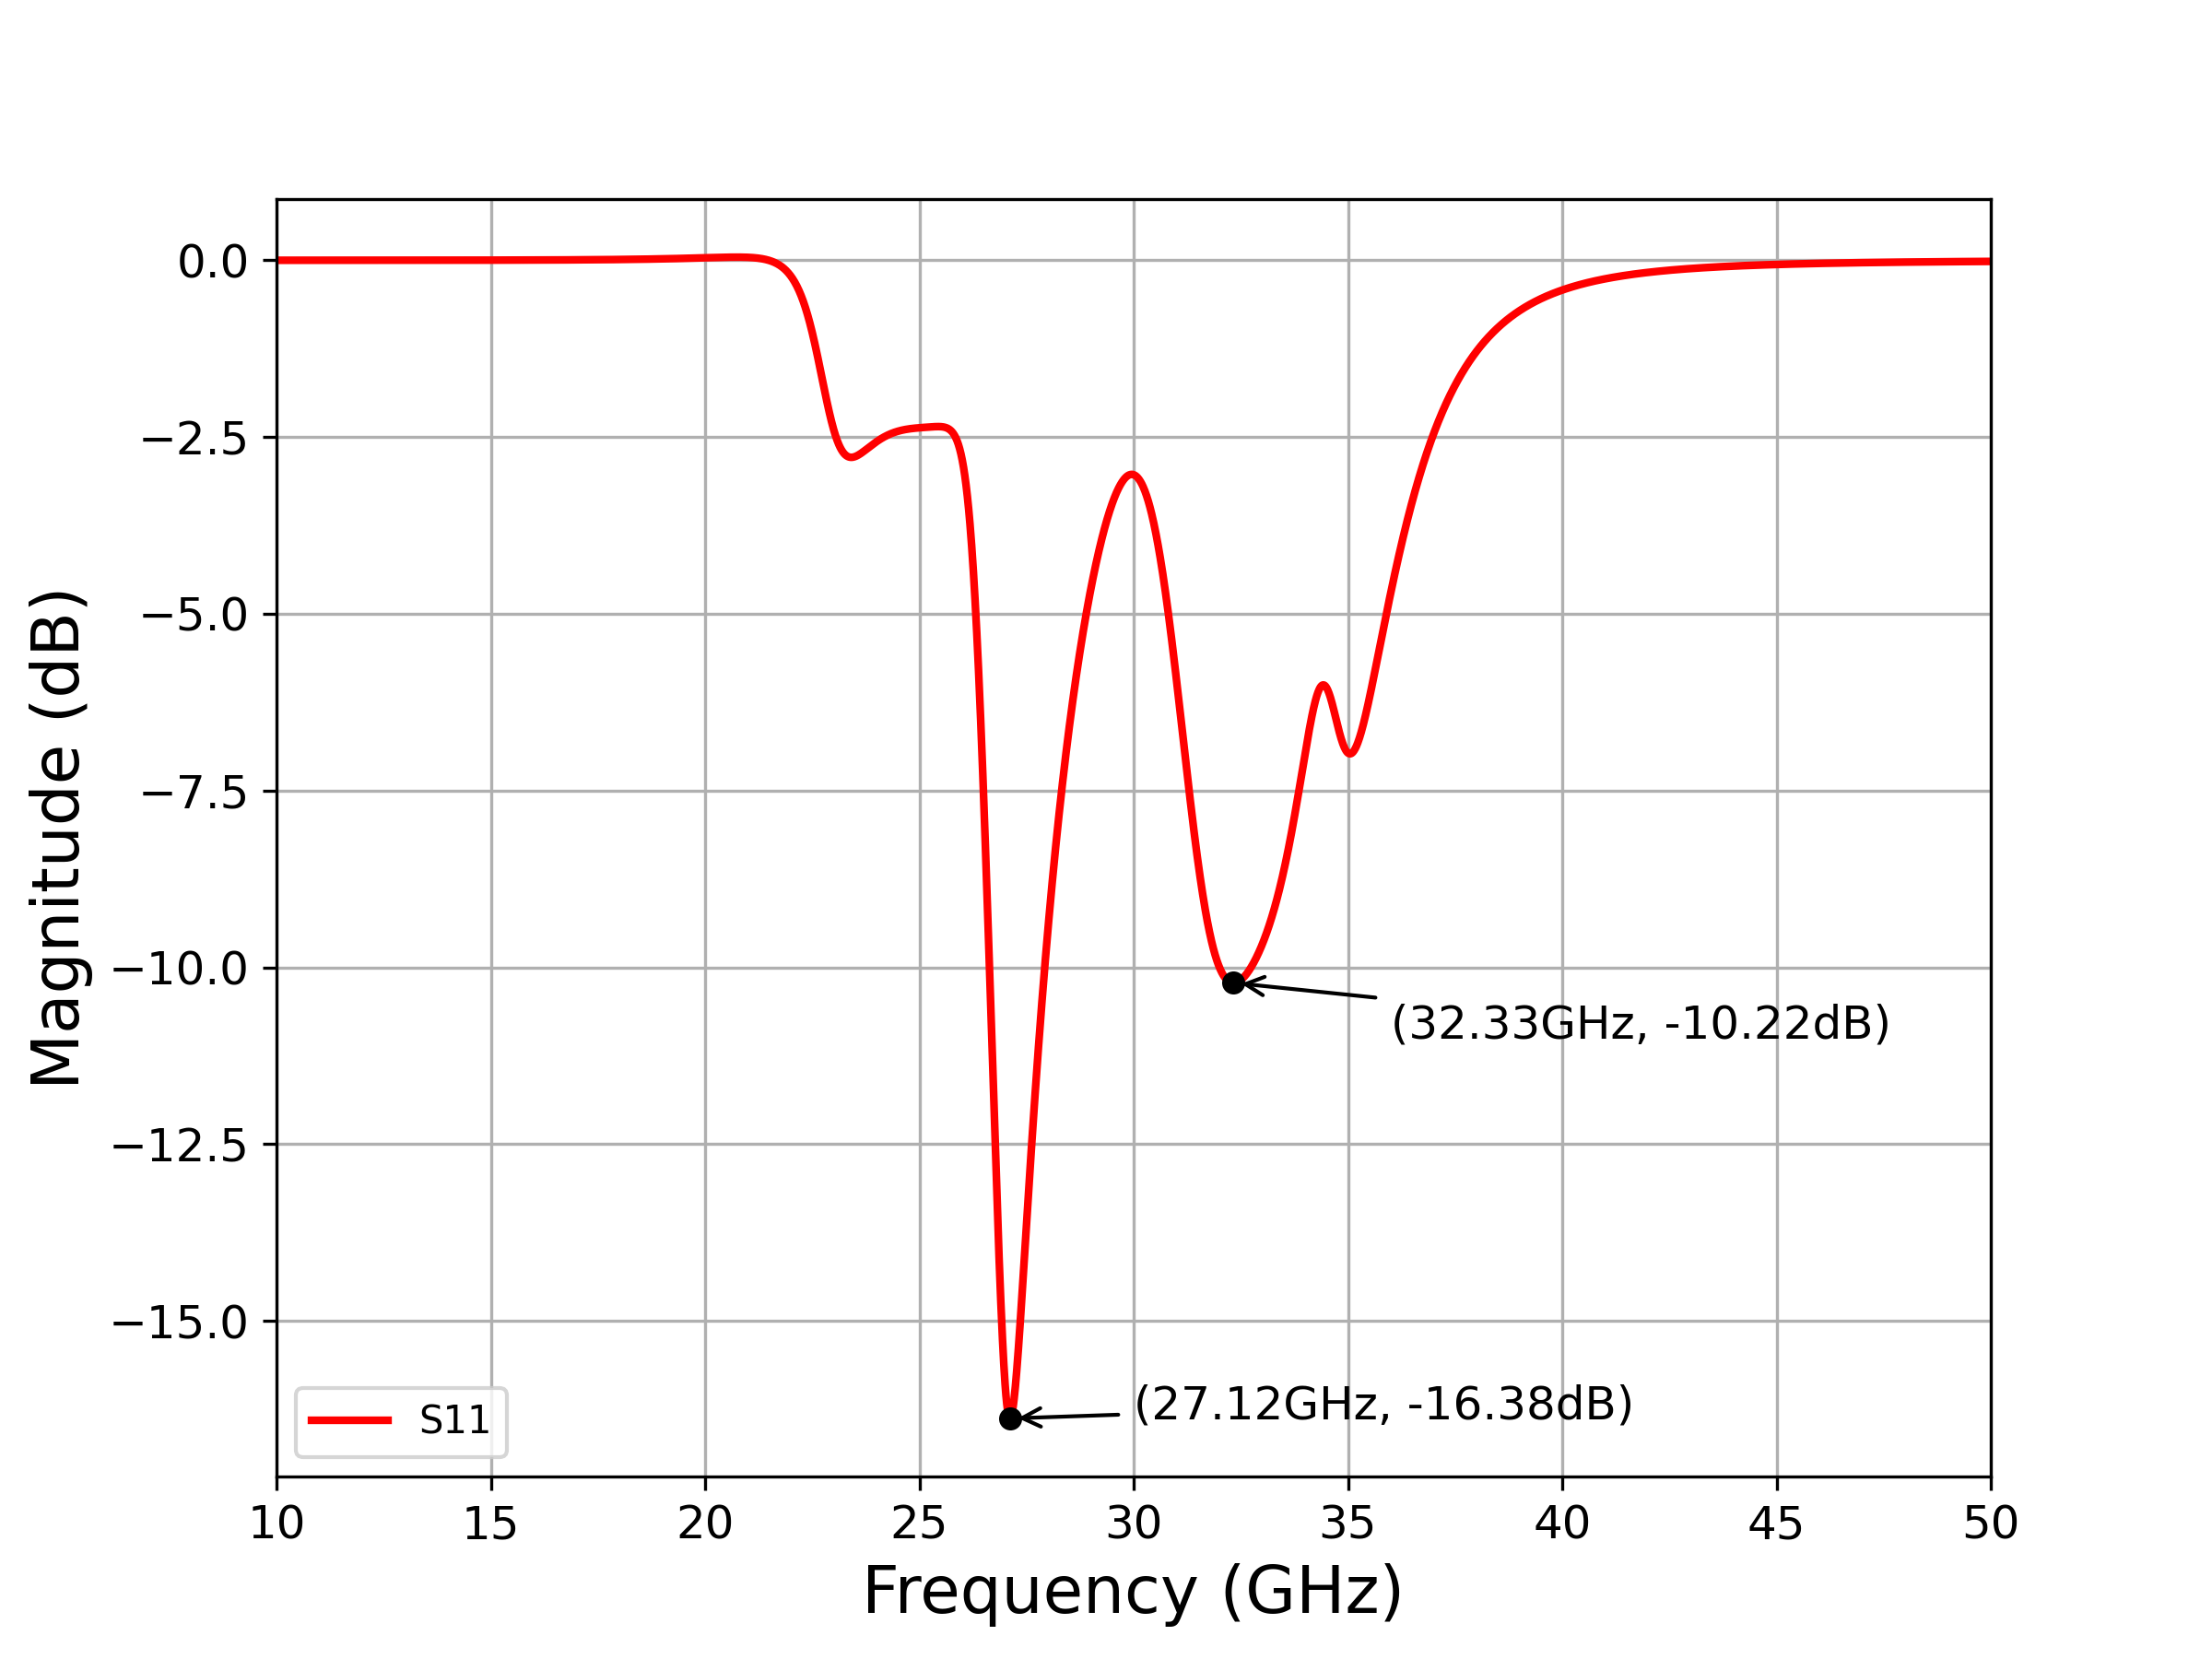 0.0
−2.5
−5.0
−7.5
−10.0
−12.5
−15.0
Magnitude (dB)
(32.33GHz, -10.22dB)
(27.12GHz, -16.38dB)
S11
10 15 20 25 30 35 40 45 50
Frequency (GHz)